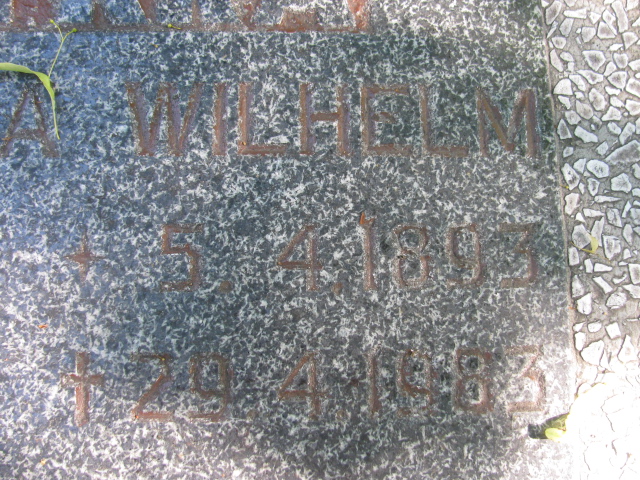 WILHELM
* 5. 4. 1893
† 29. 4. 1983